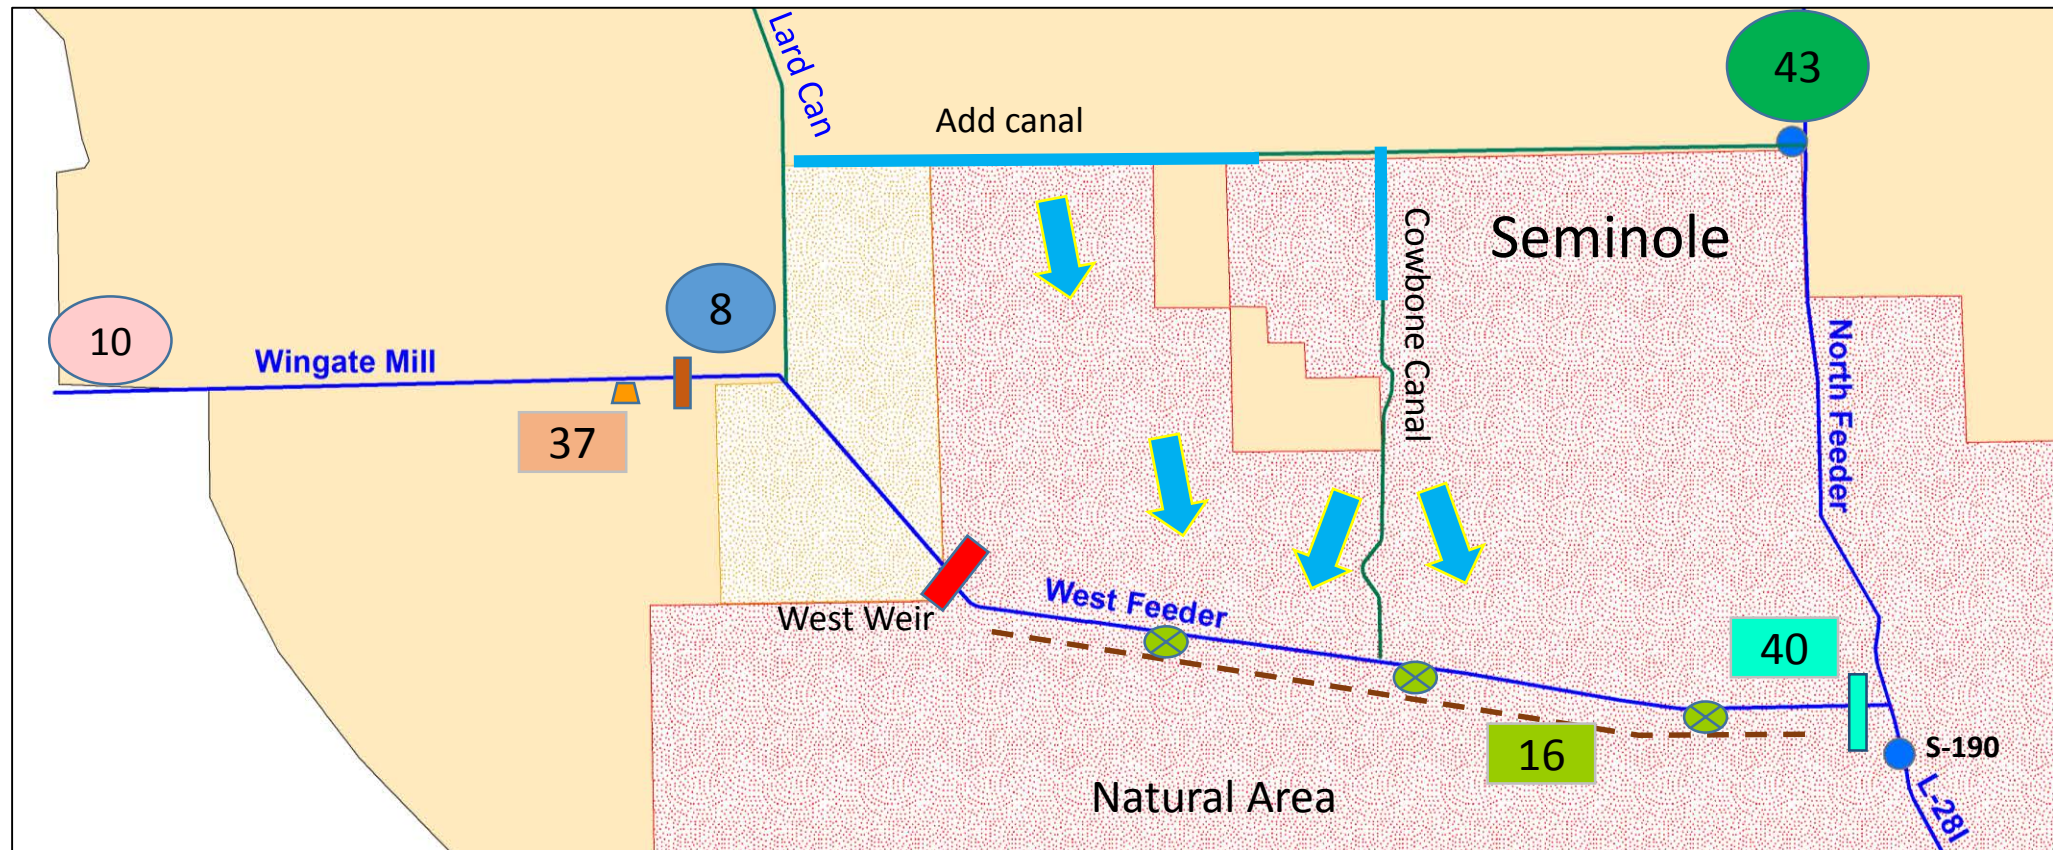 43
Lard Can
Add canal
Seminole
Cowbone Canal
8
10
Wingate Mill
North Feeder
37
West Feeder
West Weir
40
16
S-190
Natural Area
L-28I